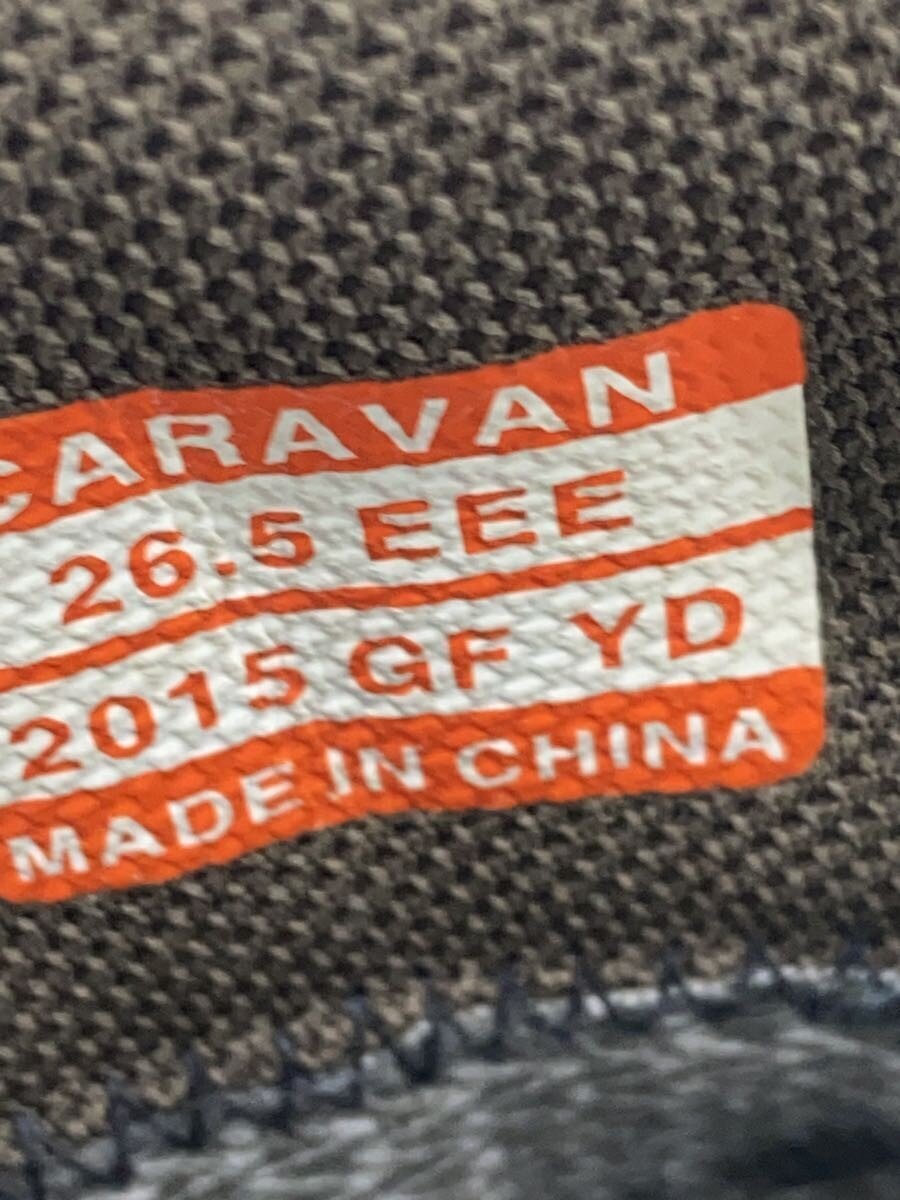 CARAVAN
26.5 EEE
2015 GF YD
MADE IN CHINA